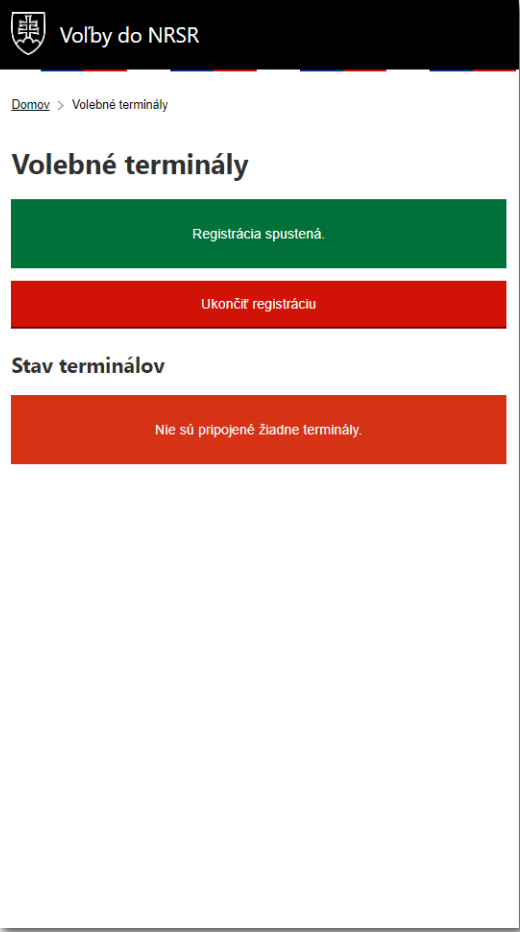 Voľby do NRSR
Domov > Volebné terminály
Volebné terminály
Registrácia spustená.
Ukončiť registráciu
Stav terminálov
Nie sú pripojené žiadne terminály.